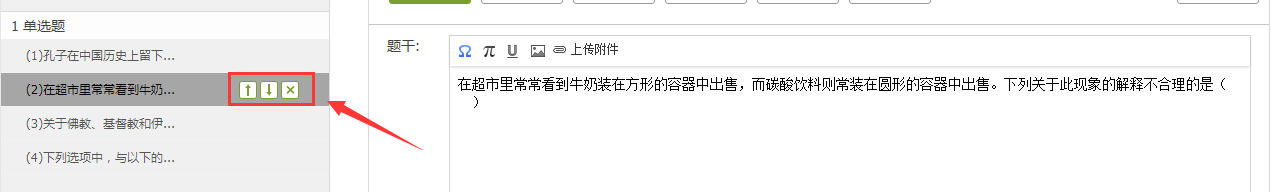 1 单选题
(1)孔子在中国历史上留下...
(2)在超市里常常看到牛奶...
(3)关于佛教、基督教和伊...
(4)下列选项中，与以下的...
题干:
Ω π U 上传附件
在超市里常常看到牛奶装在方形的容器中出售，而碳酸饮料则常装在圆形的容器中出售。下列关于此现象的解释不合理的是（
）